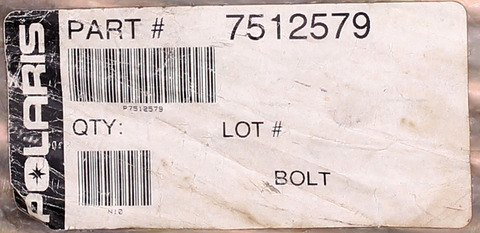 POLARIS
PART # 7512579
P7512579
QTY: LOT #
BOLT